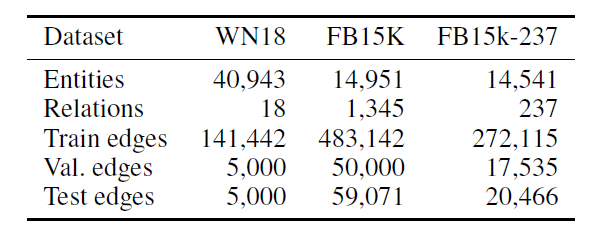 Dataset WN18 FB15K FB15k-237
Entities 40,943 14,951 14,541
Relations 18 1,345 237
Train edges 141,442 483,142 272,115
Val. edges 5,000 50,000 17,535
Test edges 5,000 59,071 20,466